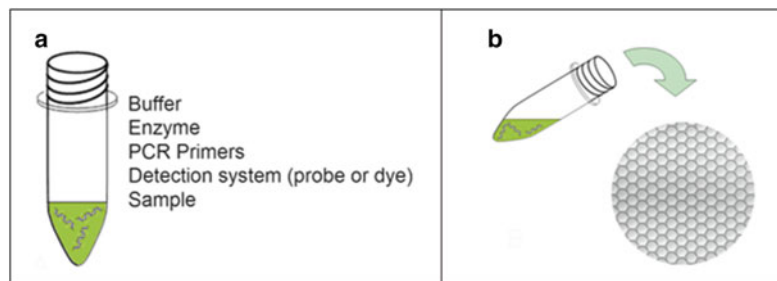 a
Buffer
Enzyme
PCR Primers
Detection system (probe or dye)
Sample
b